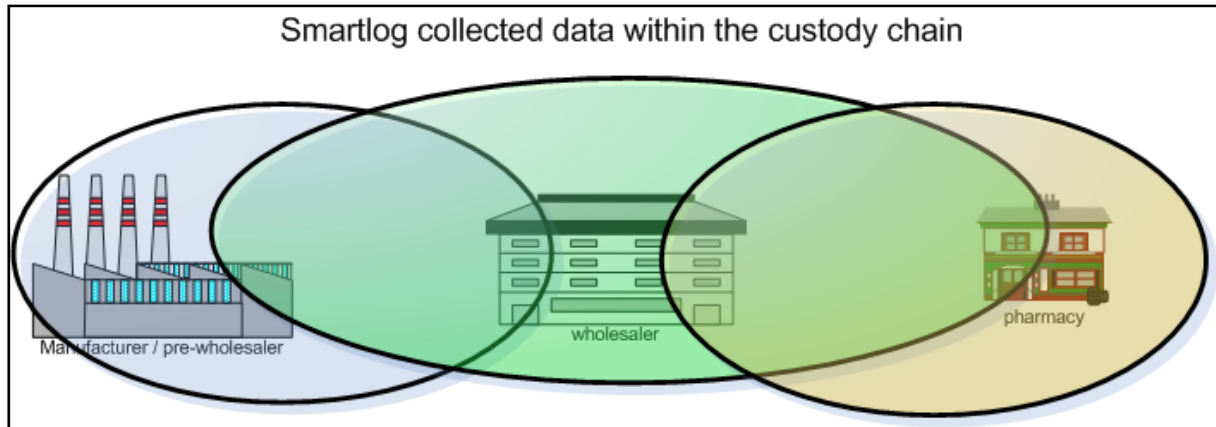 Smartlog collected data within the custody chain
Manufacturer / pre-wholesaler
wholesaler
pharmacy